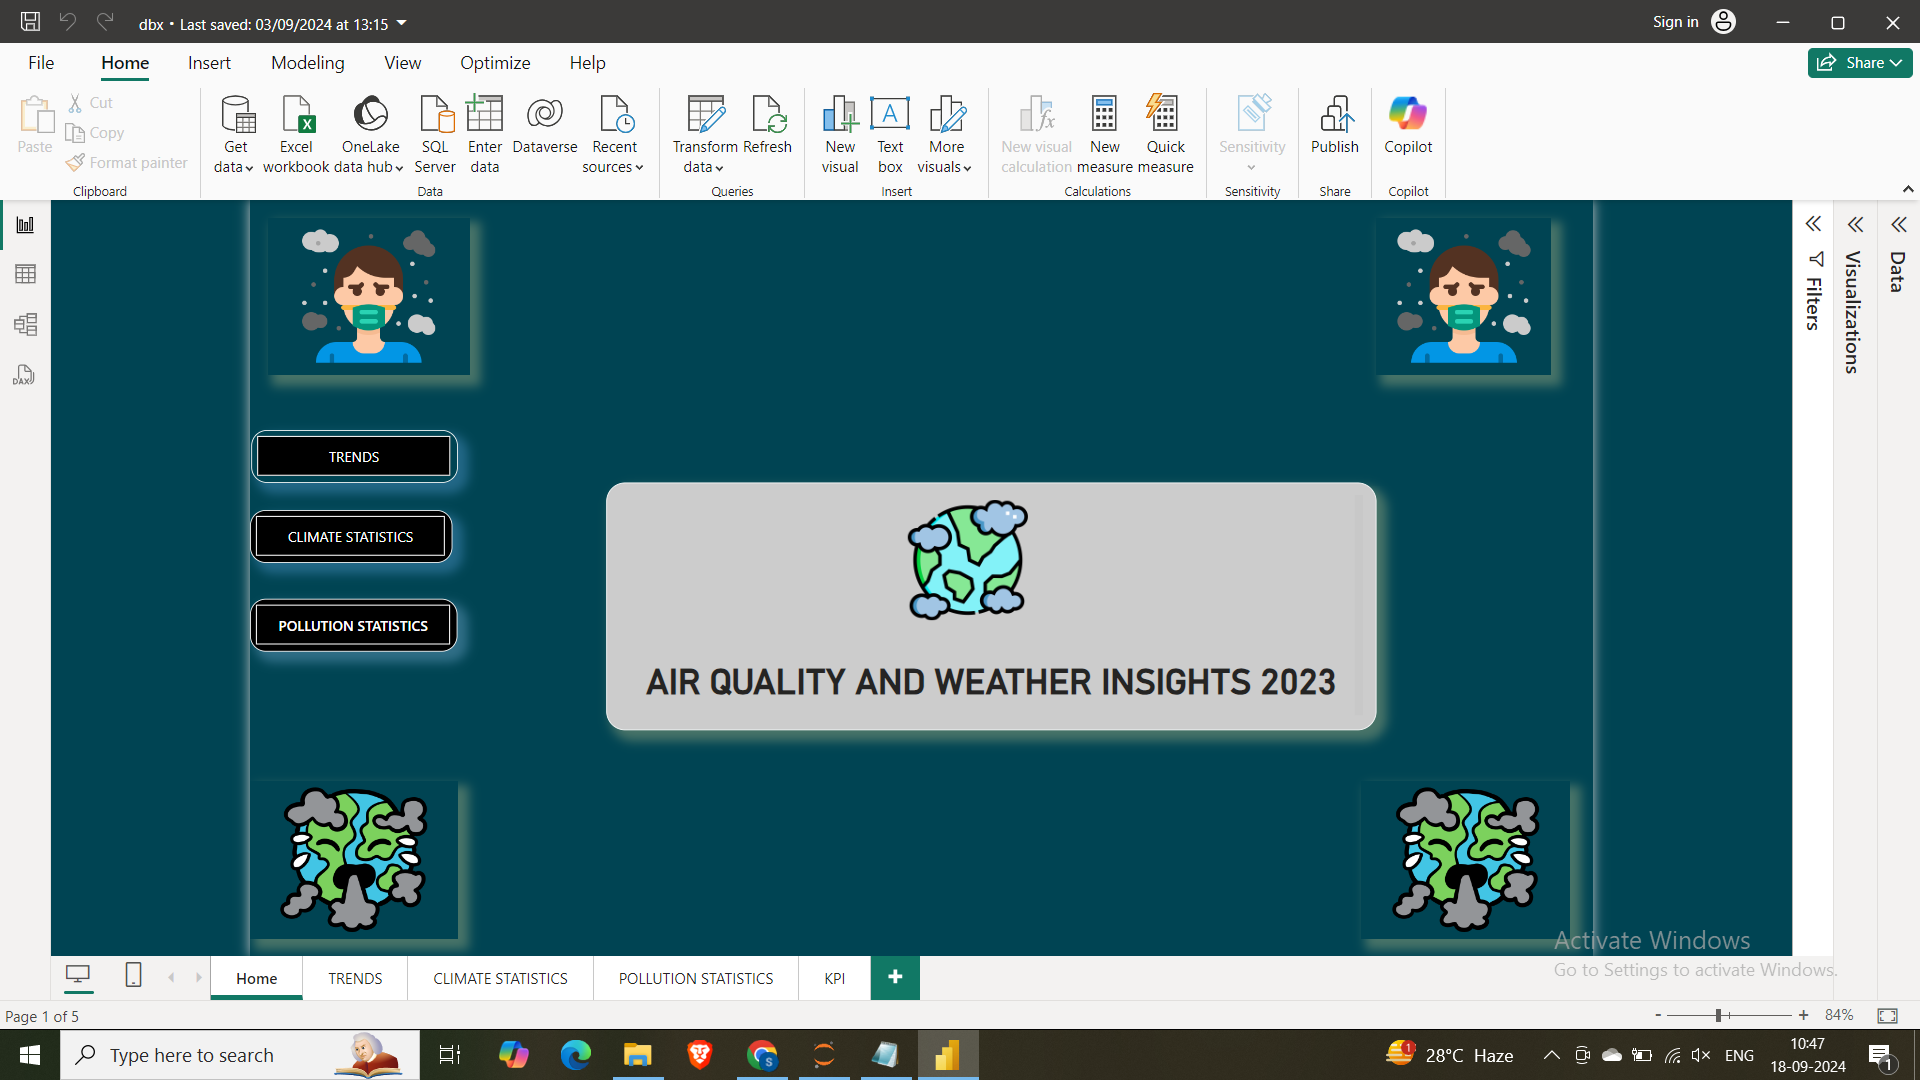 dbx • Last saved: 03/09/2024 at 13:15
Sign in
File Home Insert Modeling View Optimize Help
Share
Paste
Cut
Copy
Format painter
Clipboard
Get data
Excel workbook
OneLake data hub
SQL Server
Enter data
Dataverse
Recent sources
Data
Transform data
Refresh
Queries
New visual
Text box
More visuals
Insert
New visual calculation
New measure
Quick measure
Calculations
Sensitivity
Sensitivity
Publish
Share
Copilot
Copilot
DAX
TRENDS
CLIMATE STATISTICS
POLLUTION STATISTICS
AIR QUALITY AND WEATHER INSIGHTS 2023
Filters
Visualizations
Data
Activate Windows
Go to Settings to activate Windows.
Home TRENDS CLIMATE STATISTICS POLLUTION STATISTICS KPI
Page 1 of 5
- + 84%
Type here to search
1
28°C Haze
ENG
10:47
18-09-2024
1